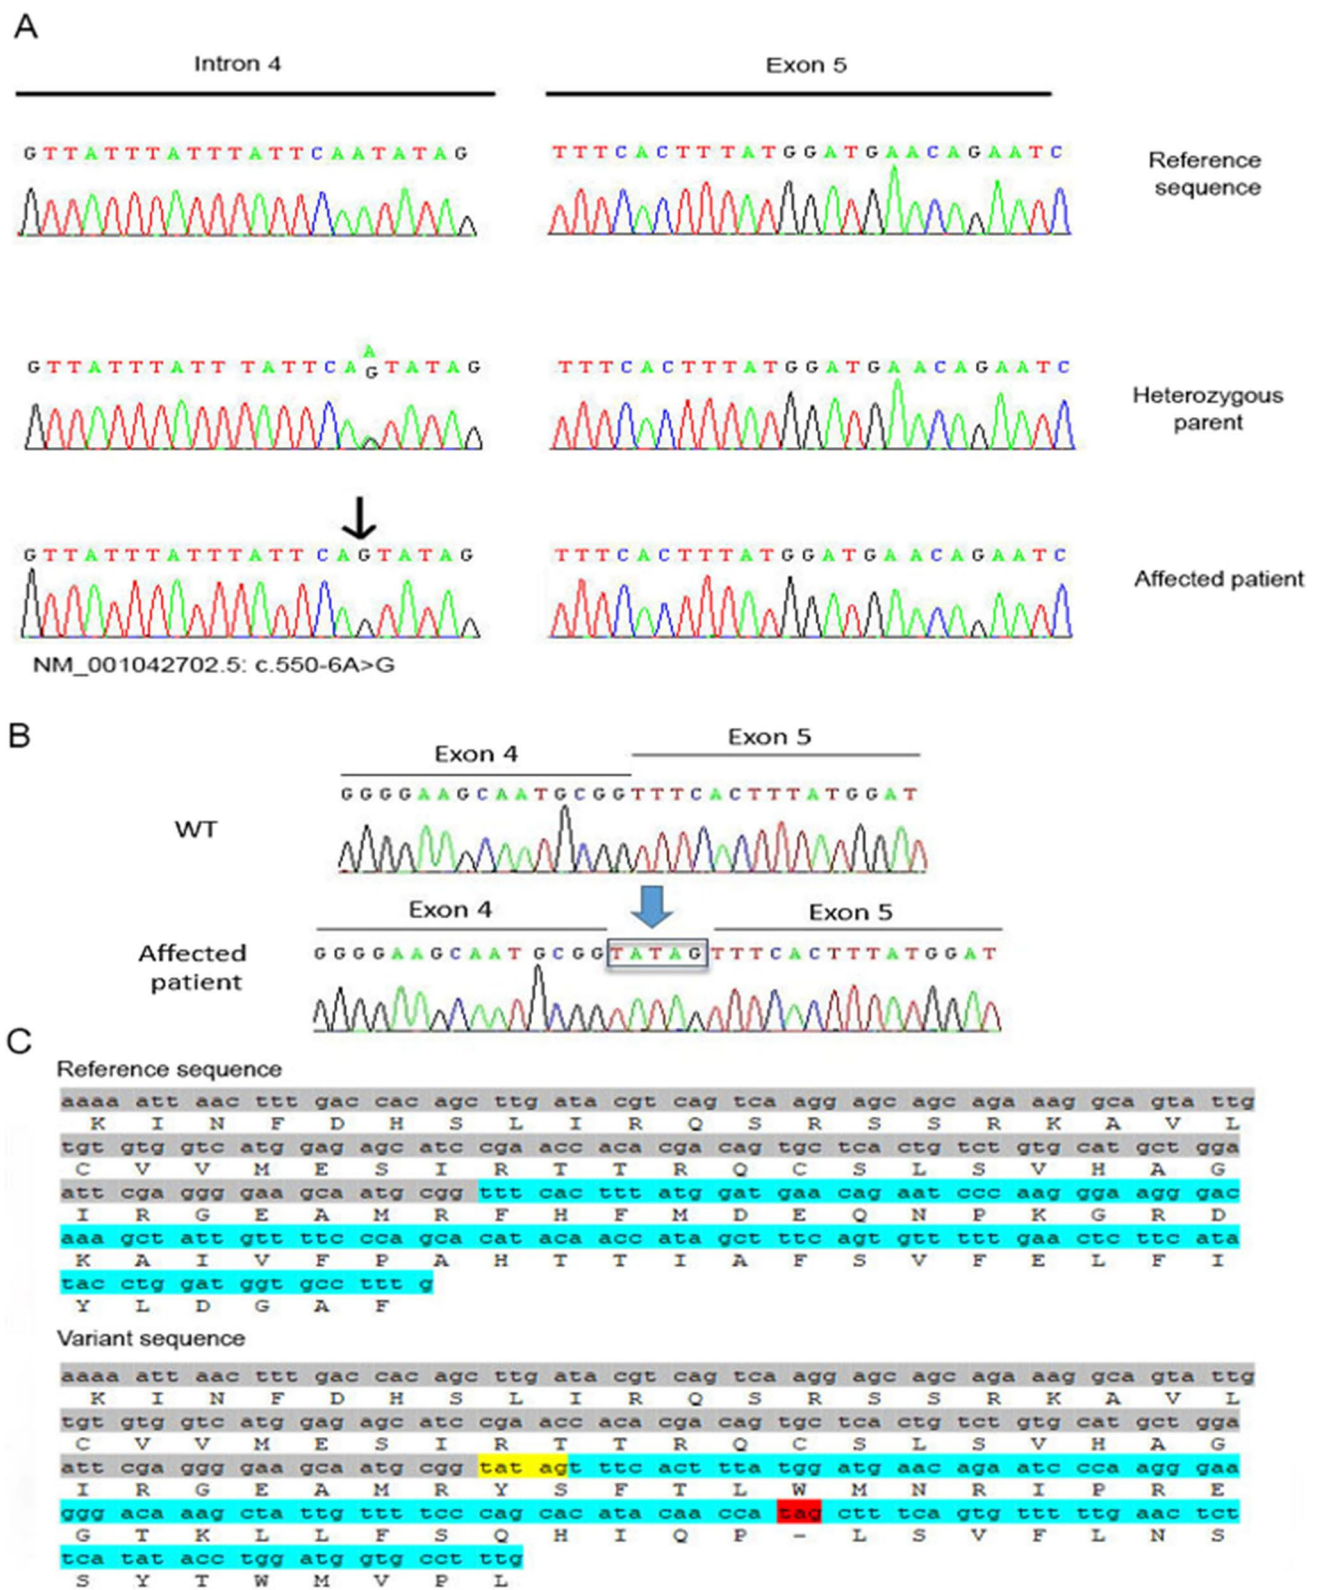 A
Intron 4 Exon 5
GTTATTTATTTATTCAATATAG TTTCACTTTATGGATGAACAGAATC
Reference
sequence
A
GTTATTTATT TATTCAGTATAG TTTCACTTTATGGATGAACAGAATC
Heterozygous
parent
GTTATTTATTTATTCAGTATAG TTTCACTTTATGGATGAACAGAATC
Affected patient
NM_001042702.5: c.550-6A>G
B
Exon 4 Exon 5
GGGGAAGCAATGCGGTTTCACTTTATGGAT
WT
Exon 4 Exon 5
Affected
patient
GGGGAAGCAATGCGGTATAGTTTCACTTTATGGAT
C
Reference sequence
aaaa att aac ttt gac cac agc ttg ata cgt cag tca agg agc agc aga aag gca gta ttg
K I N F D H S L I R Q S R S S R K A V L
tgt gtg gtc atg gag agc atc cga acc aca cga cag tgc tca ctg tct gtg cat gct gga
C V V M E S I R T T R Q C S L S V H A G
att cga ggg gaa gca atg cgg ttt cac ttt atg gat gaa cag aat ccc aag gga agg gac
I R G E A M R F H F M D E Q N P K G R D
aaa gct att gtt ttc cca gca cat aca acc ata gct ttc agt gtt ttt gaa ctc ttc ata
K A I V F P A H T T I A F S V F E L F I
tac ctg gat ggt gcc ttt g
Y L D G A F
Variant sequence
aaaa att aac ttt gac cac agc ttg ata cgt cag tca agg agc agc aga aag gca gta ttg
K I N F D H S L I R Q S R S S R K A V L
tgt gtg gtc atg gag agc atc cga acc aca cga cag tgc tca ctg tct gtg cat gct gga
C V V M E S I R T T R Q C S L S V H A G
att cga ggg gaa gca atg cgg tat agt ttc act tta tgg atg aac aga atc cca agg gaa
I R G E A M R Y S F T L W M N R I P R E
ggg aca aag cta ttg ttt tcc cag cac ata caa cca tag ctt tca gtg ttt ttg aac tct
G T K L L F S Q H I Q P – L S V F L N S
tca tat acc tgg atg gtg cct ttg
S Y T W M V P L